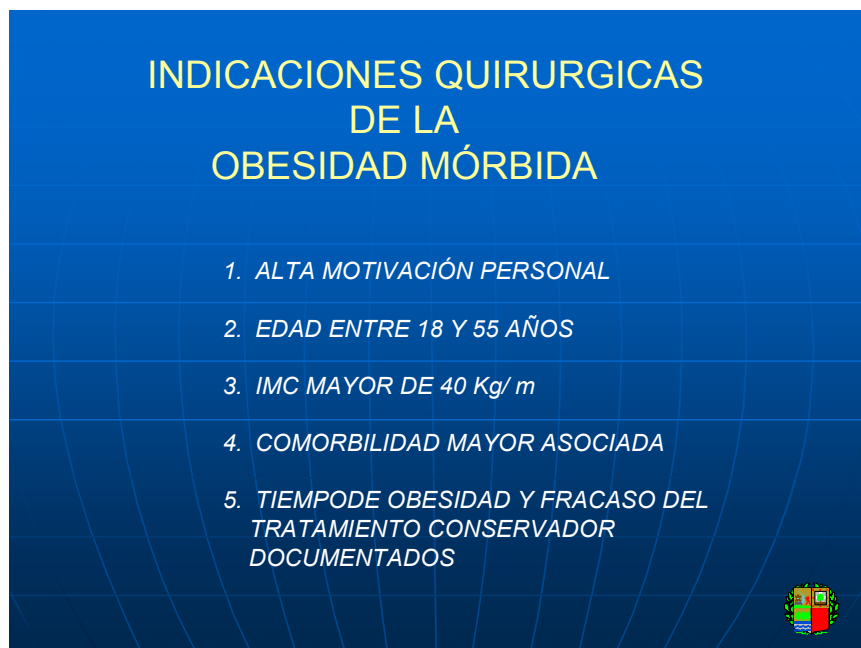 INDICACIONES QUIRURGICAS
DE LA
OBESIDAD MÓRBIDA
1. ALTA MOTIVACIÓN PERSONAL
2. EDAD ENTRE 18 Y 55 AÑOS
3. IMC MAYOR DE 40 Kg/ m
4. COMORBILIDAD MAYOR ASOCIADA
5. TIEMPODE OBESIDAD Y FRACASO DEL
TRATAMIENTO CONSERVADOR
DOCUMENTADOS